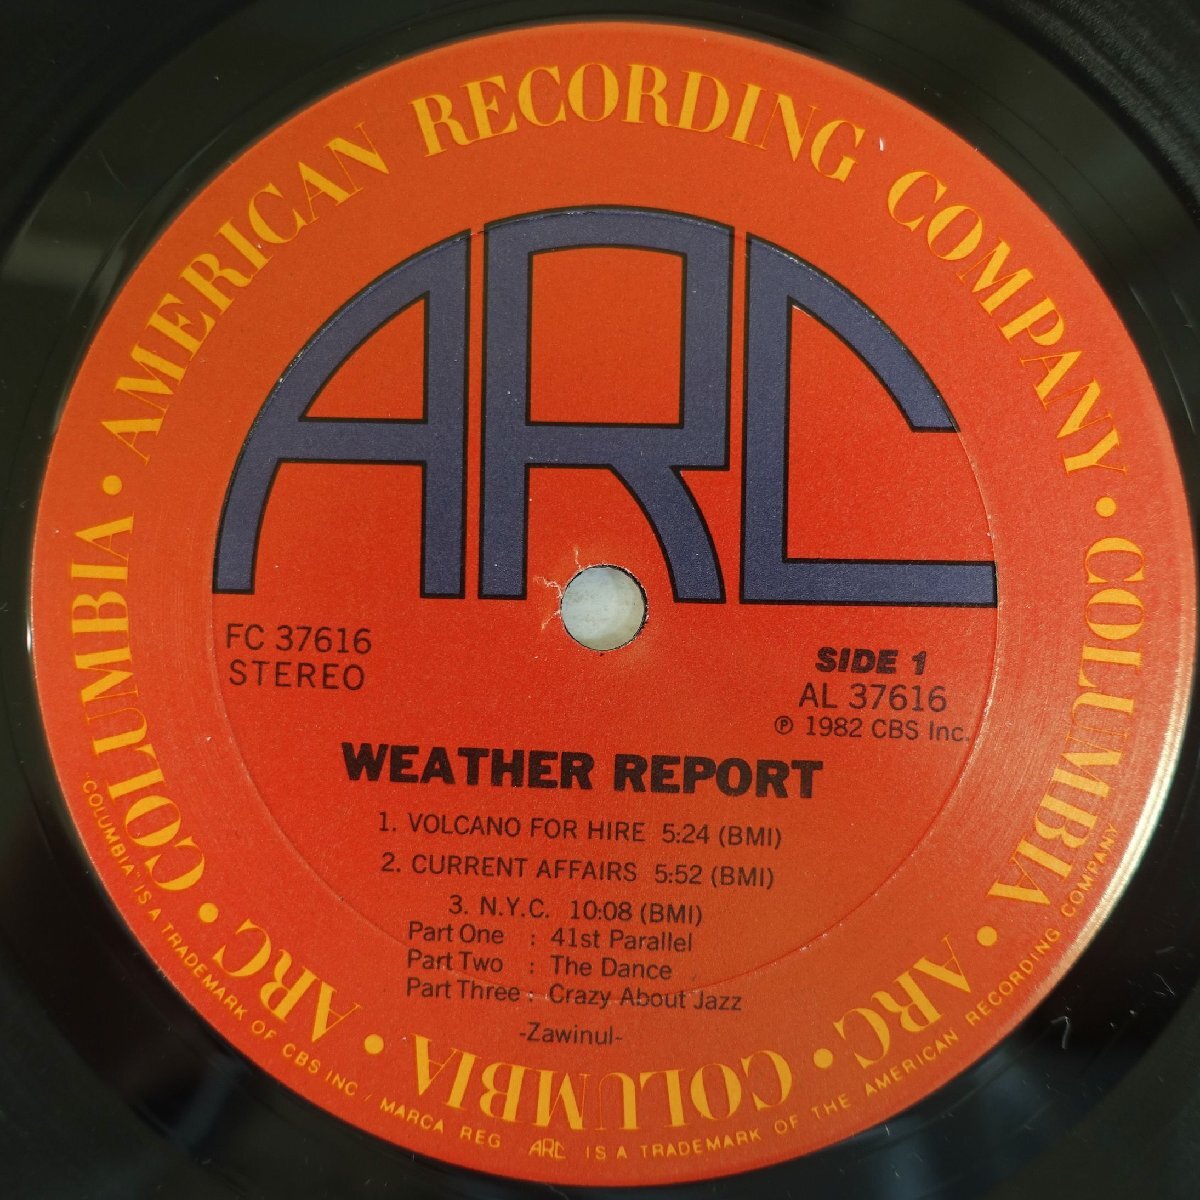 AMERICAN RECORDING COMPANY • COLUMBIA • ARC • COLUMBIA • ARC • COLUMBIA •
ARC
FC 37616
STEREO
SIDE 1
AL 37616
℗ 1982 CBS Inc.
WEATHER REPORT
1. VOLCANO FOR HIRE 5:24 (BMI)
2. CURRENT AFFAIRS 5:52 (BMI)
3. N.Y.C. 10:08 (BMI)
Part One : 41st Parallel
Part Two : The Dance
Part Three : Crazy About Jazz
-Zawinul-
COLUMBIA IS A TRADEMARK OF CBS INC / MARCA REG ARC IS A TRADEMARK OF THE AMERICAN RECORDING COMPANY